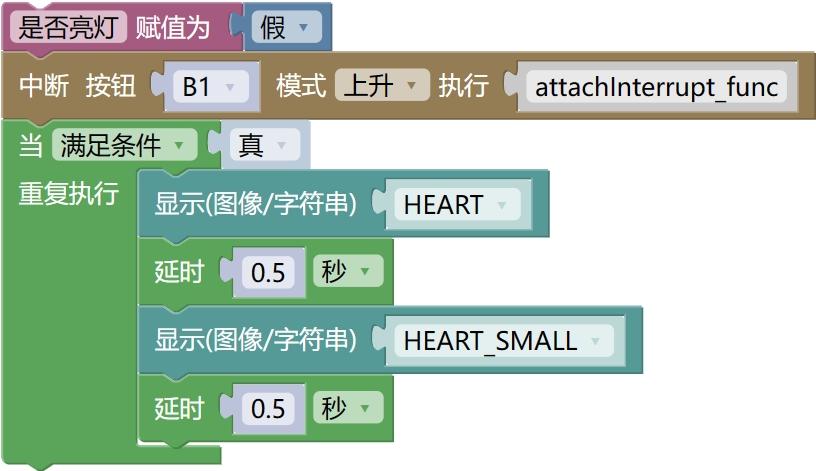 是否亮灯 赋值为 假
中断 按钮 B1 模式 上升 执行 attachInterrupt_func
当 满足条件 真
重复执行 显示(图像/字符串) HEART
延时 0.5 秒
显示(图像/字符串) HEART_SMALL
延时 0.5 秒